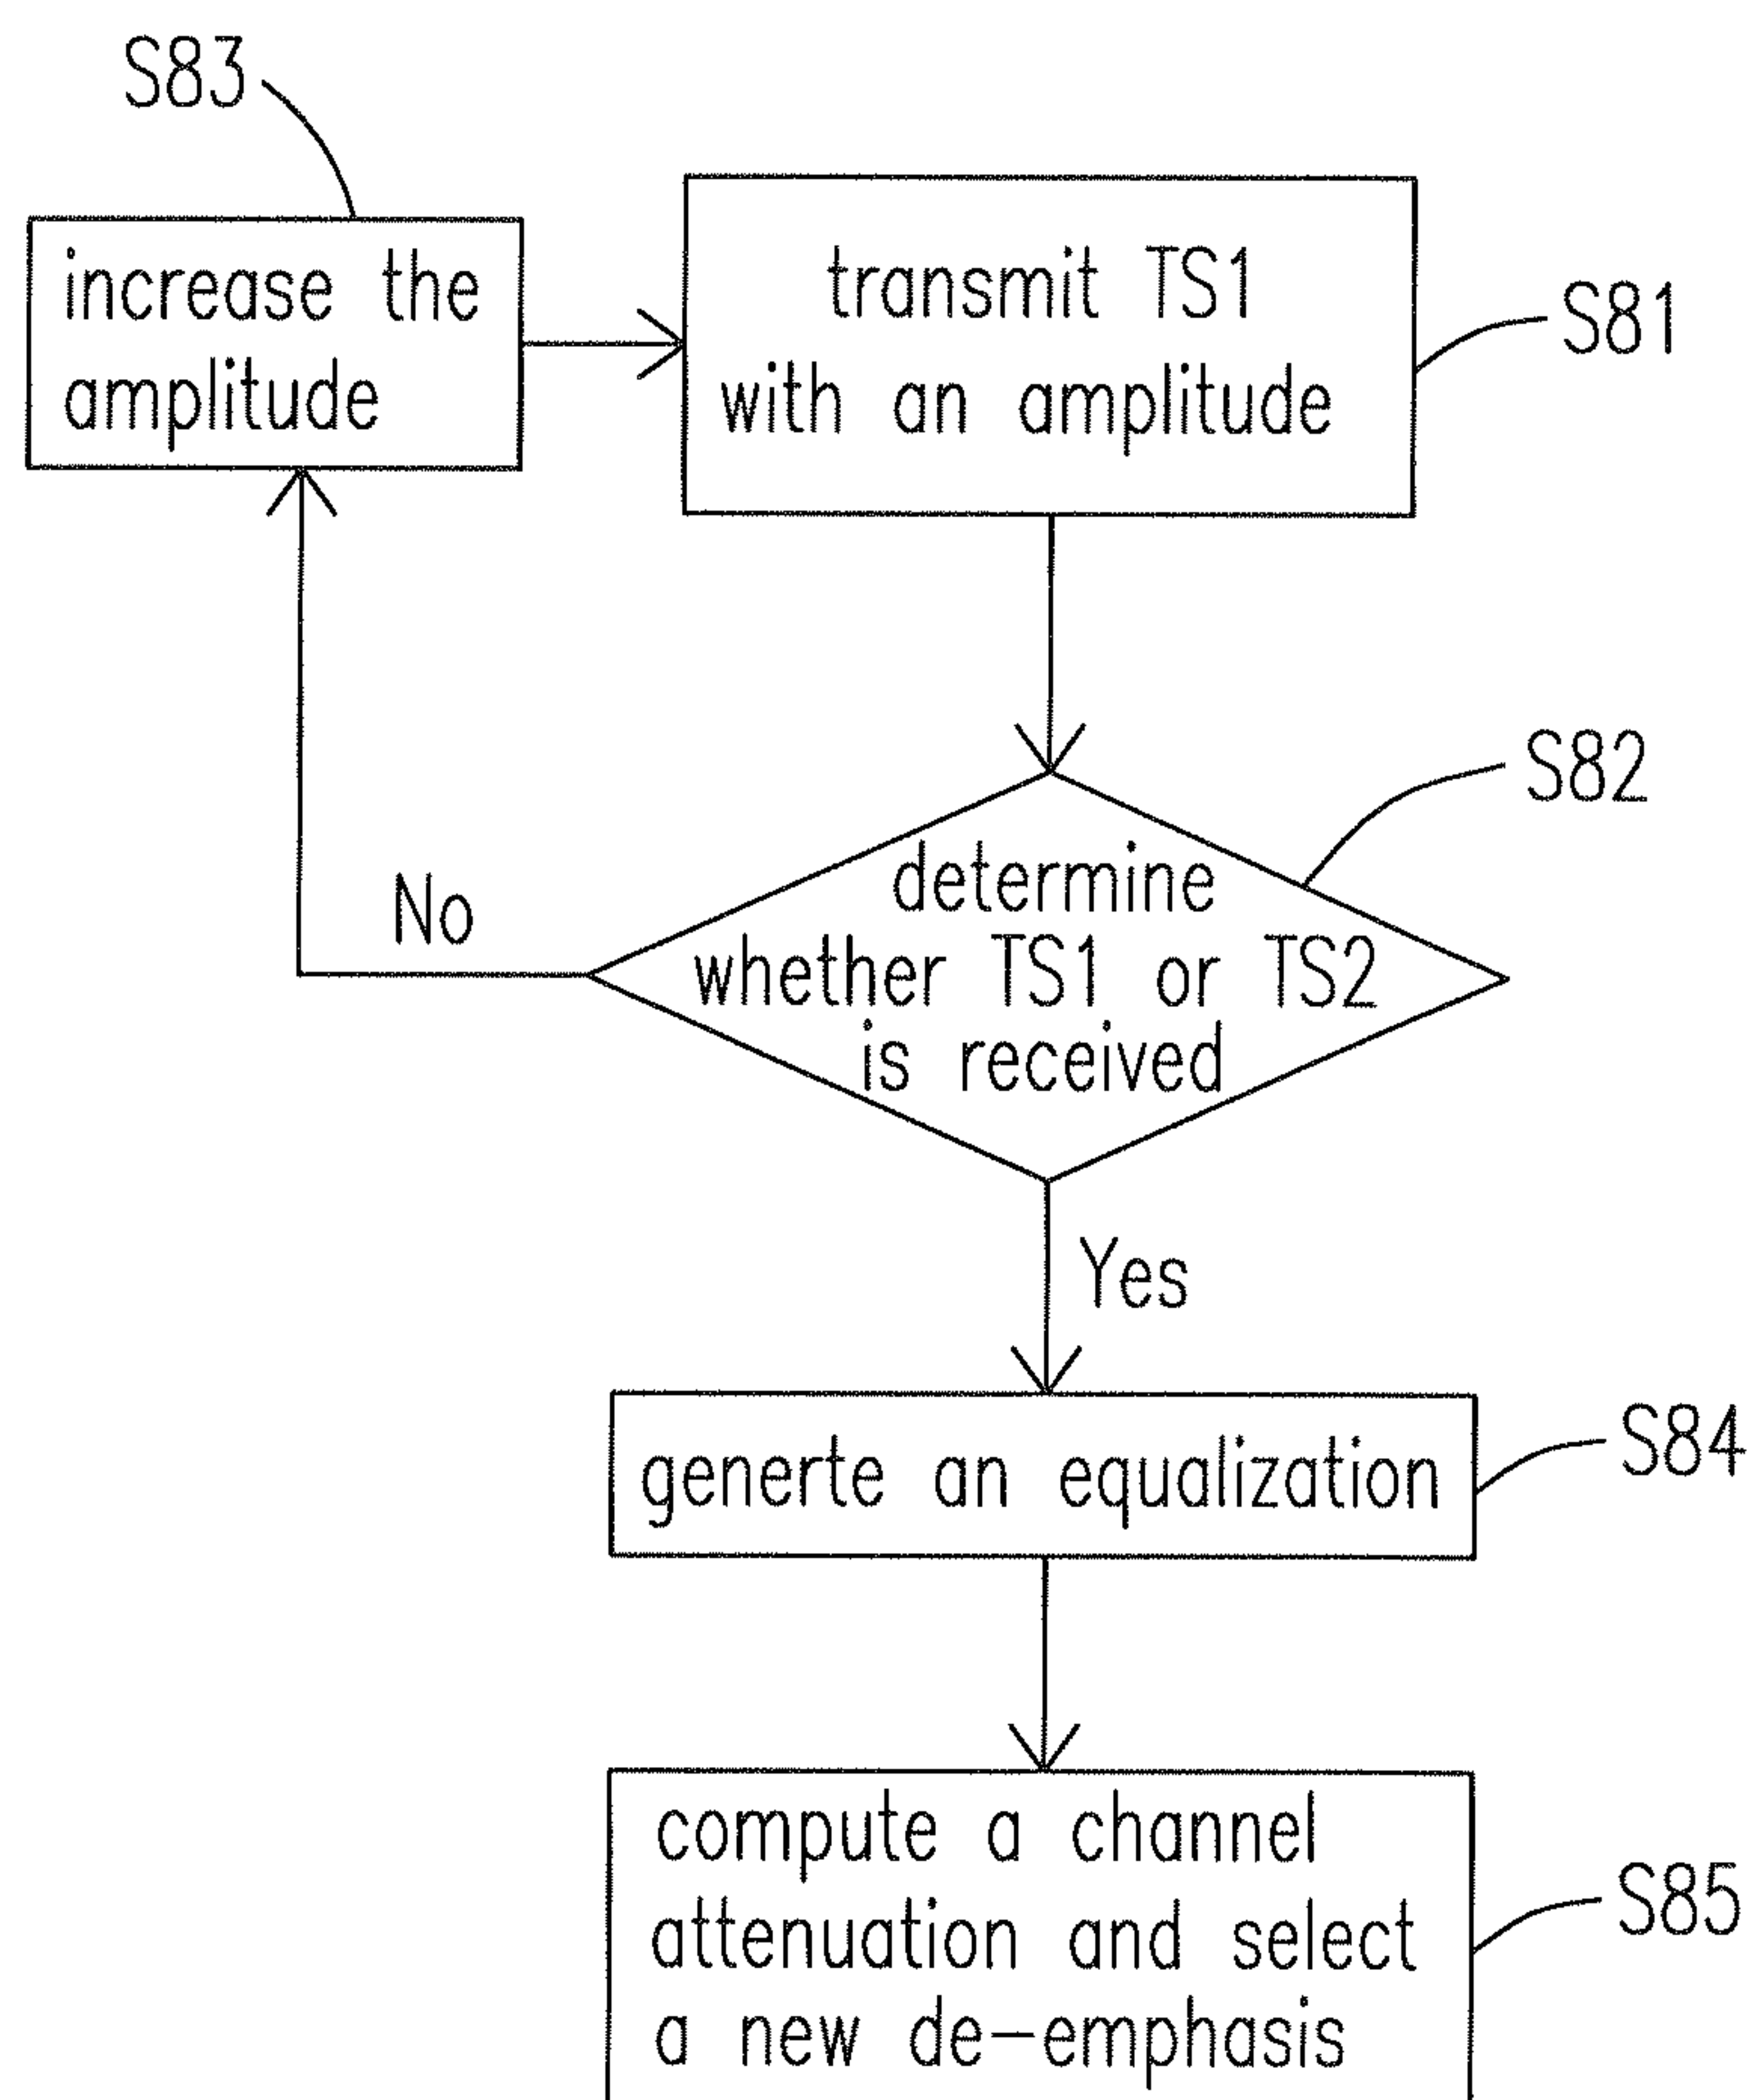 S83
increase the
amplitude
transmit TS1
with an amplitude
S81
S82
determine
whether TS1 or TS2
is received
No
Yes
generte an equalization
S84
compute a channel
attenuation and select
a new de-emphasis
S85